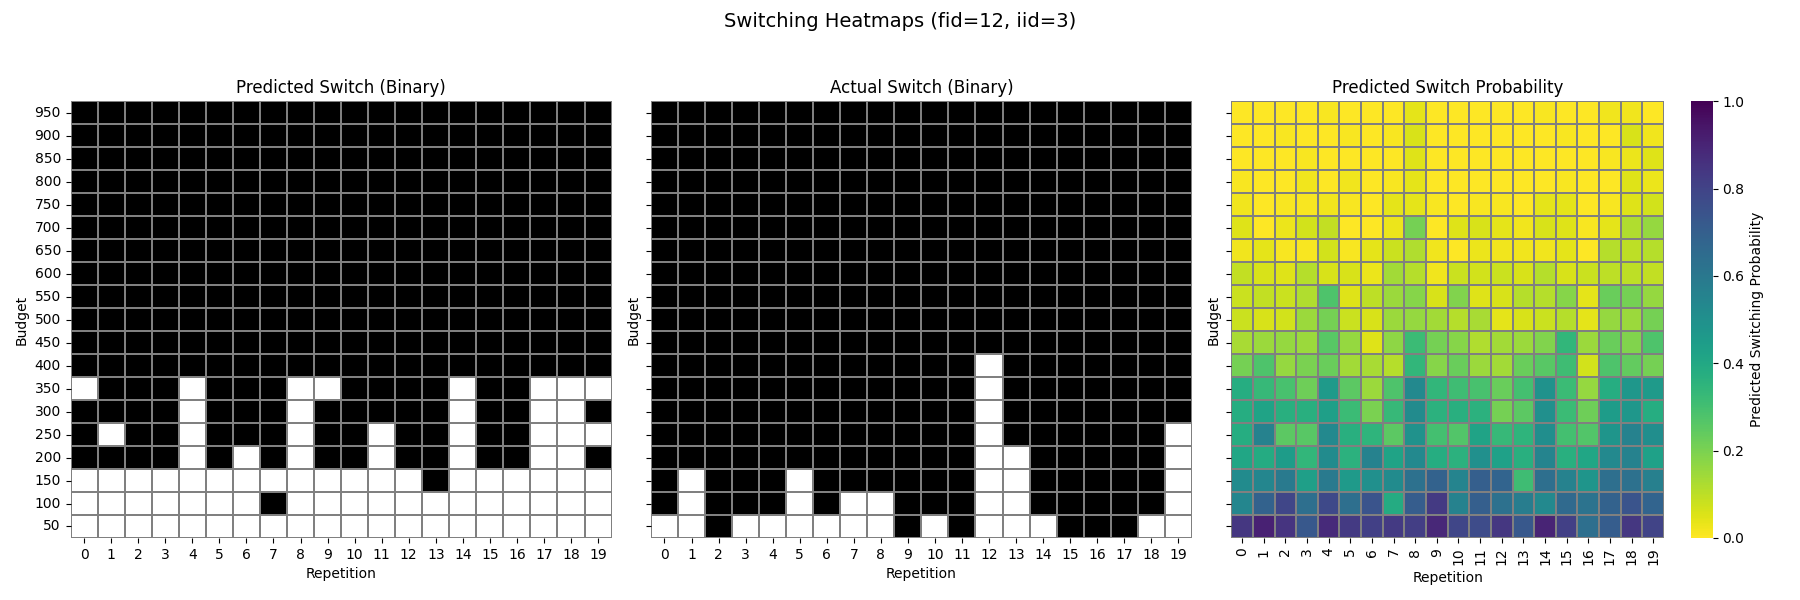 Switching Heatmaps (fid=12, iid=3)
Predicted Switch (Binary)
Budget
950
900
850
800
750
700
650
600
550
500
450
400
350
300
250
200
150
100
50
0 1 2 3 4 5 6 7 8 9 10 11 12 13 14 15 16 17 18 19
Repetition
Actual Switch (Binary)
Budget
0 1 2 3 4 5 6 7 8 9 10 11 12 13 14 15 16 17 18 19
Repetition
Predicted Switch Probability
Budget
0 1 2 3 4 5 6 7 8 9 10 11 12 13 14 15 16 17 18 19
Repetition
1.0
0.8
0.6
0.4
0.2
0.0
Predicted Switching Probability